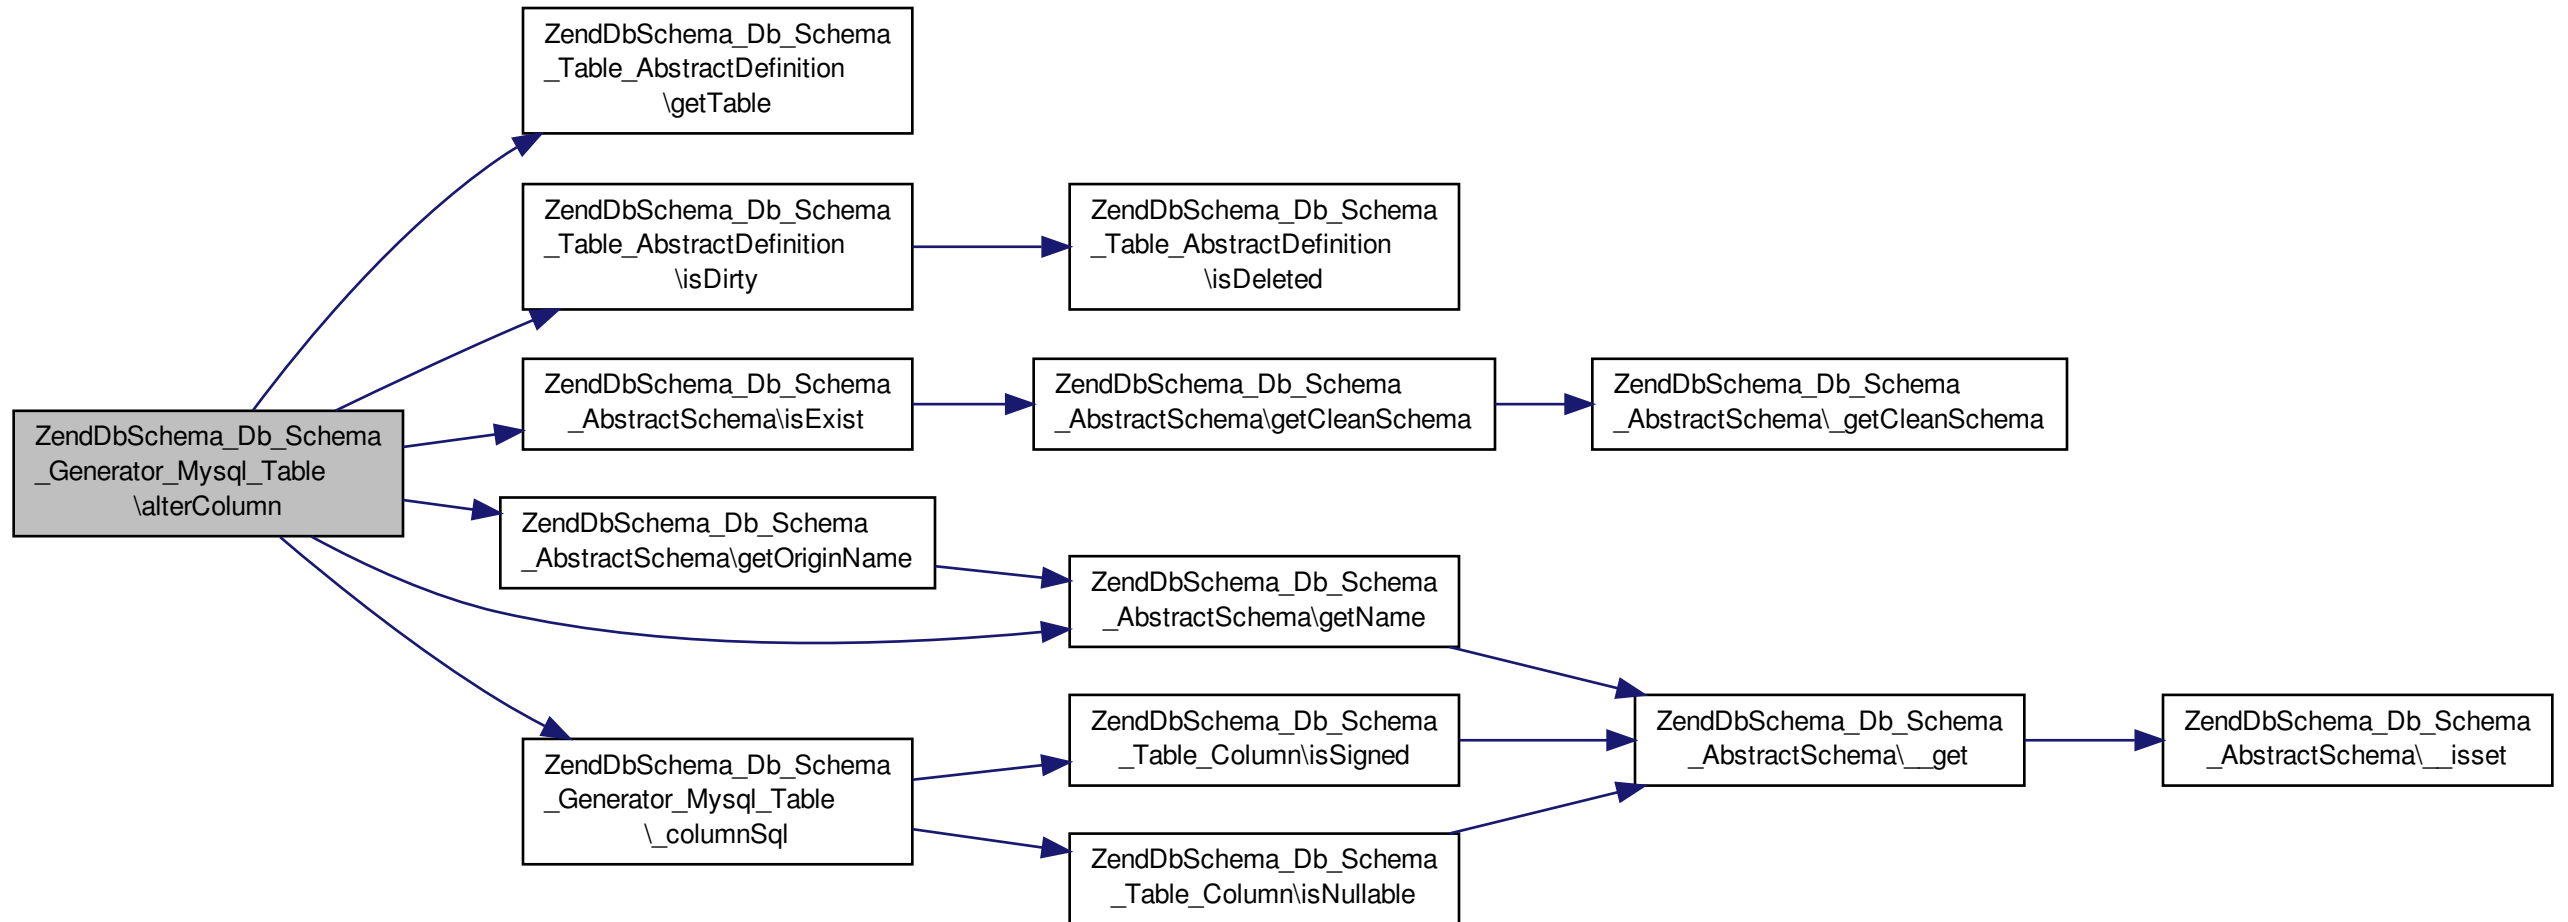 ZendDbSchema_Db_Schema
_Table_AbstractDefinition
\getTable
ZendDbSchema_Db_Schema
_Table_AbstractDefinition
\isDirty
ZendDbSchema_Db_Schema
_Table_AbstractDefinition
\isDeleted
ZendDbSchema_Db_Schema
_AbstractSchema\isExist
ZendDbSchema_Db_Schema
_AbstractSchema\getCleanSchema
ZendDbSchema_Db_Schema
_AbstractSchema\_getCleanSchema
ZendDbSchema_Db_Schema
_Generator_Mysql_Table
\alterColumn
ZendDbSchema_Db_Schema
_AbstractSchema\getOriginName
ZendDbSchema_Db_Schema
_AbstractSchema\getName
ZendDbSchema_Db_Schema
_Generator_Mysql_Table
\_columnSql
ZendDbSchema_Db_Schema
_Table_Column\isSigned
ZendDbSchema_Db_Schema
_AbstractSchema\__get
ZendDbSchema_Db_Schema
_AbstractSchema\__isset
ZendDbSchema_Db_Schema
_Table_Column\isNullable